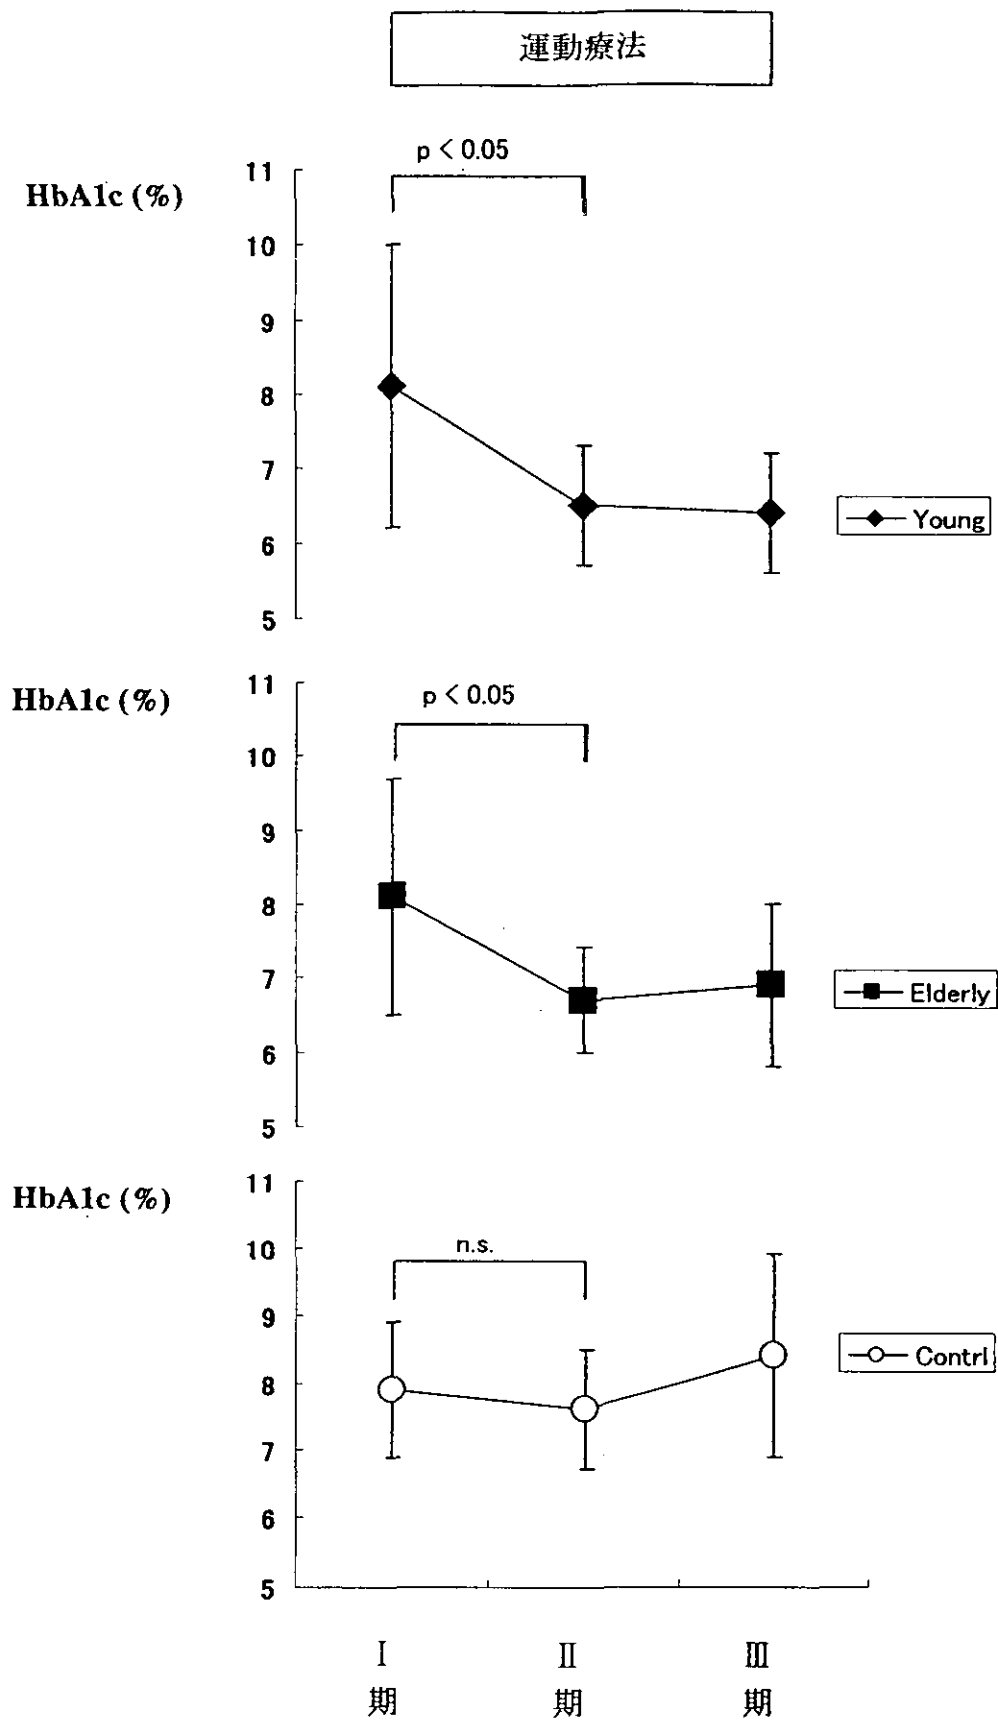 運動療法
p < 0.05
HbA1c (%)
11
10
9
8
7
6
5
Young
p < 0.05
HbA1c (%)
11
10
9
8
7
6
5
Elderly
n.s.
HbA1c (%)
11
10
9
8
7
6
5
Contrl
I
期
II
期
III
期